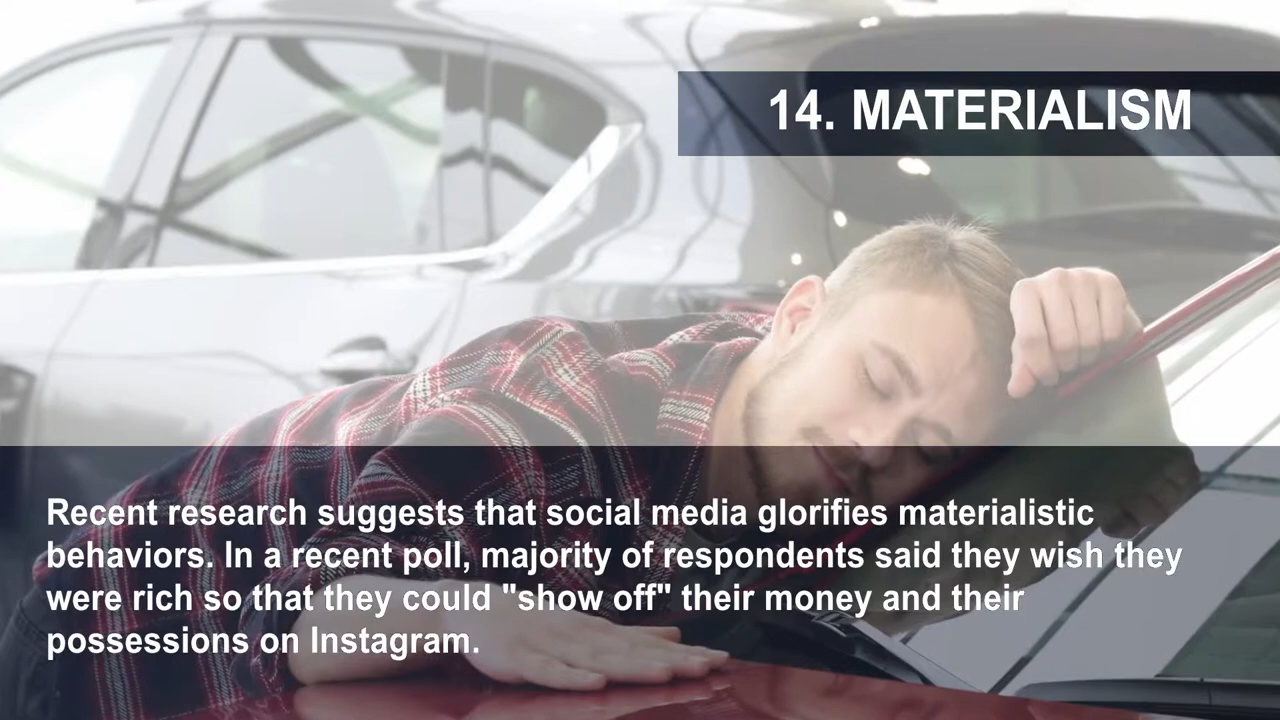 14. MATERIALISM
Recent research suggests that social media glorifies materialistic
behaviors. In a recent poll, majority of respondents said they wish they
were rich so that they could "show off" their money and their
possessions on Instagram.